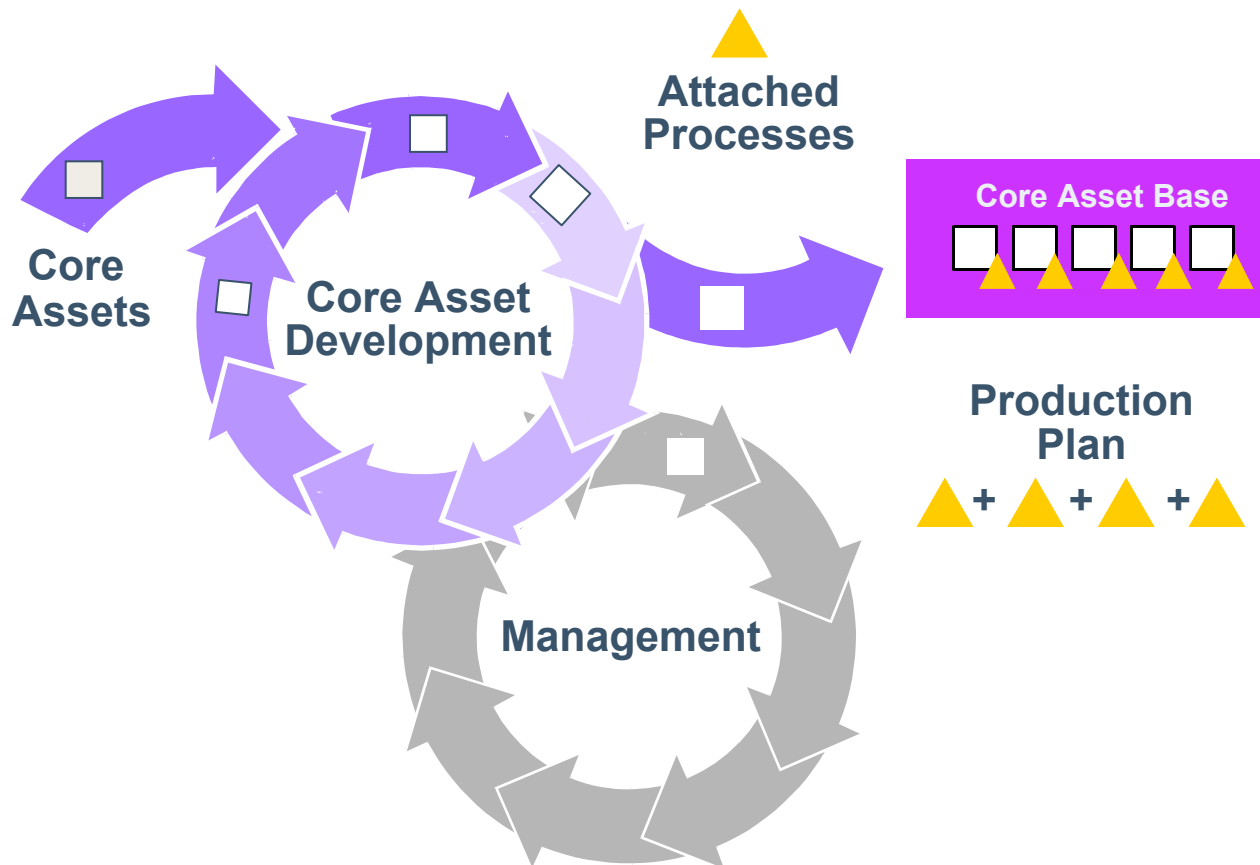 Attached
Processes
Core Asset Base
Core
Assets
Core Asset
Development
Production
Plan
+ + +
Management